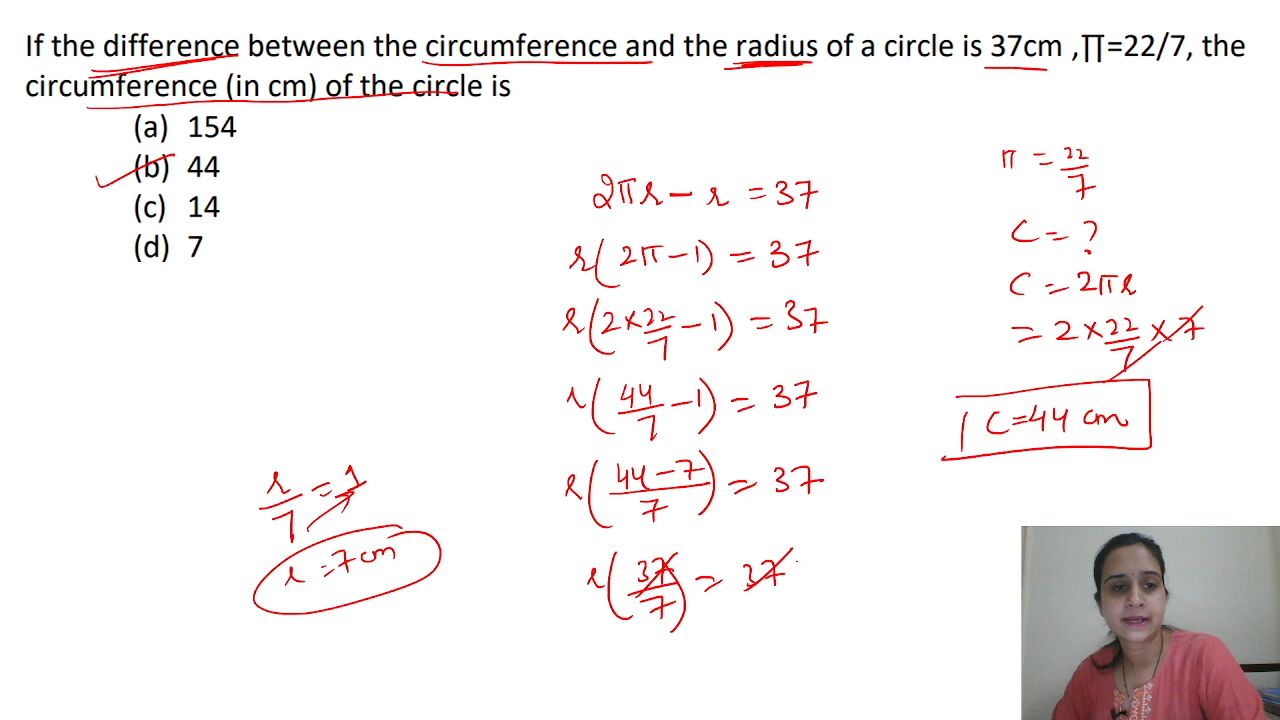 If the difference between the circumference and the radius of a circle is 37cm ,∏=22/7, the
circumference (in cm) of the circle is
(a) 154
(b) 44
(c) 14
(d) 7
2πr - r = 37
r(2π-1) = 37
r(2×22/7 - 1) = 37
r(44/7 - 1) = 37
r(44-7/7) = 37
r(37/7) = 37
r/7 = 1
r = 7cm
π = 22/7
C = ?
C = 2πr
= 2×22/7×7
C=44 cm